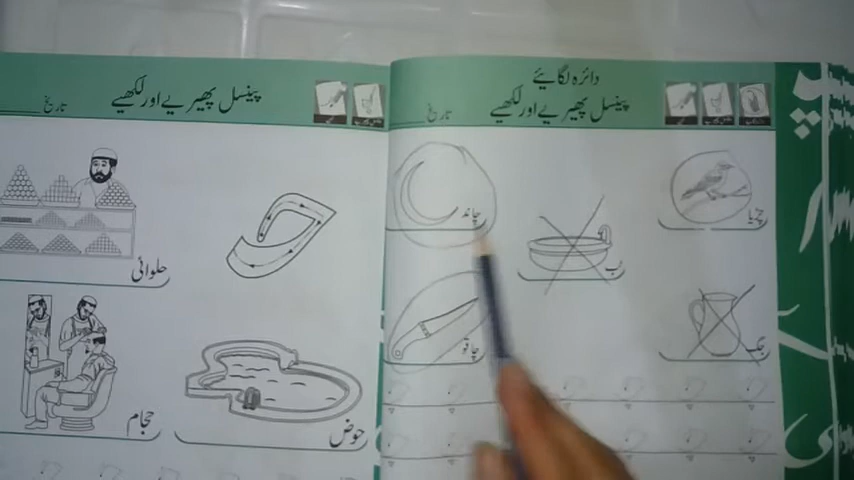 دائرہ لگائیے
پینسل پھیریے اور لکھیے
تاریخ
چڑیا
ٹب
چاند
جگ
چاقو
پینسل پھیریے اور لکھیے
تاریخ
حلوائی
حجام
حوض